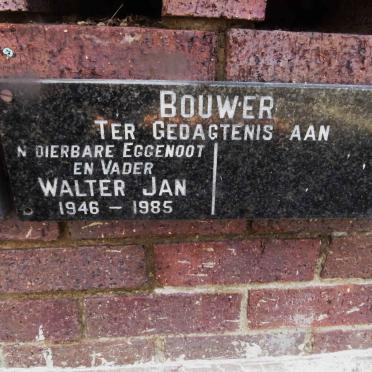 BOUWER
TER GEDAGTENIS AAN
'N DIERBARE EGGENOOT
EN VADER
WALTER JAN
1946 – 1985